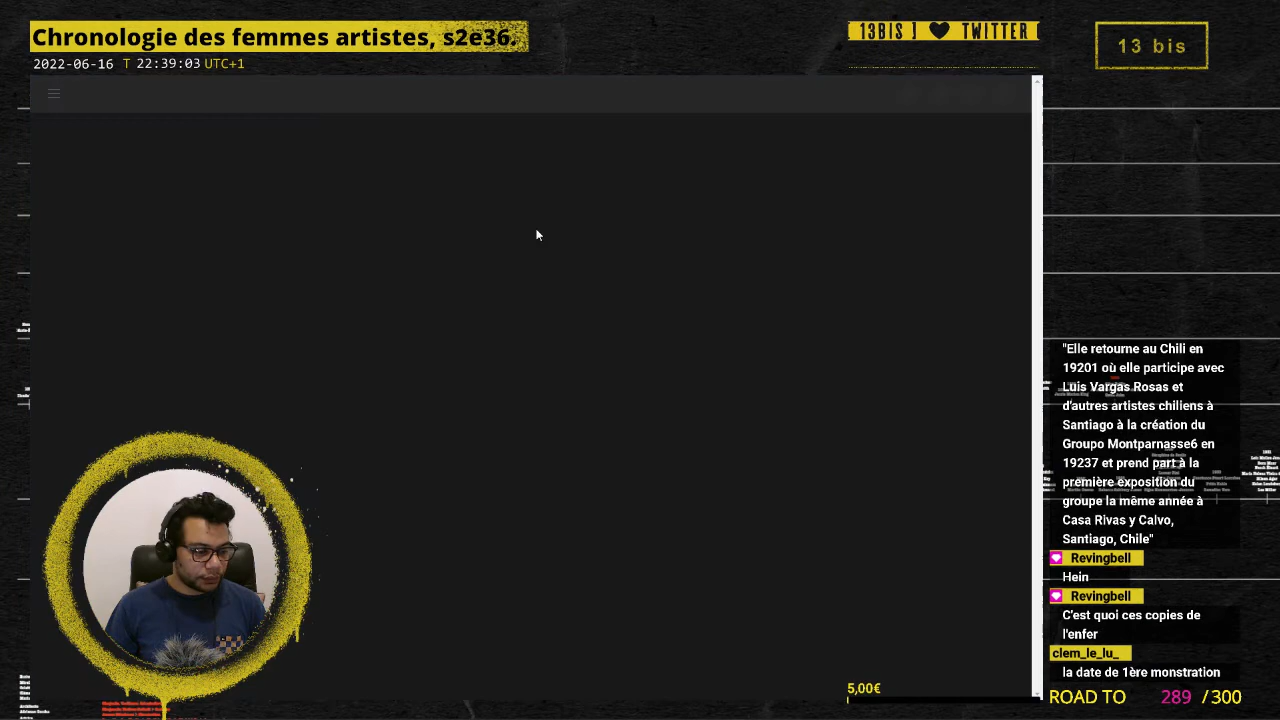 Chronologie des femmes artistes, s2e36.
2022-06-16 T 22:39:03 UTC+1
13BIS ] TWITTER
13 bis
"Elle retourne au Chili en
19201 où elle participe avec
Luis Vargas Rosas et
d'autres artistes chiliens à
Santiago à la création du
Groupo Montparnasse6 en
19237 et prend part à la
première exposition du
groupe la même année à
Casa Rivas y Calvo,
Santiago, Chile"
Revingbell
Hein
Revingbell
C'est quoi ces copies de
l'enfer
clem_le_lu_
la date de 1ère monstration
5,00€
ROAD TO 289 / 300